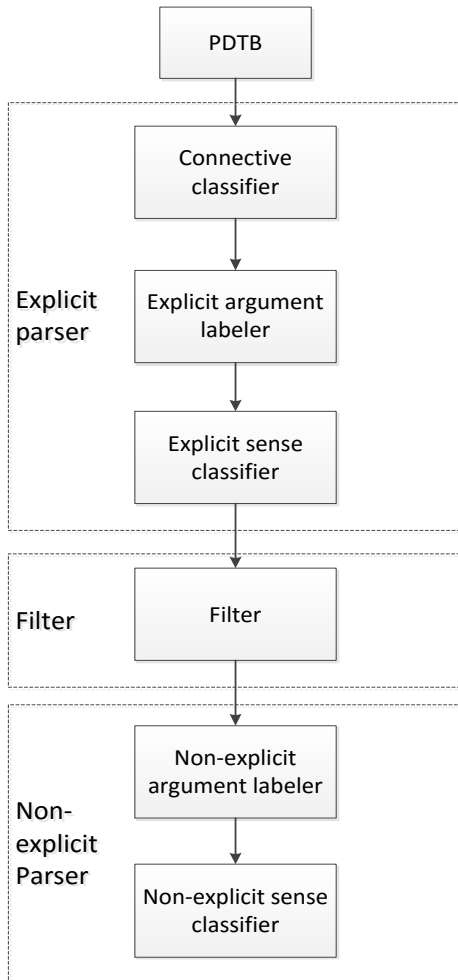 PDTB
Connective
classifier
Explicit
parser
Explicit argument
labeler
Explicit sense
classifier
Filter
Filter
Non-
explicit
Parser
Non-explicit
argument labeler
Non-explicit sense
classifier